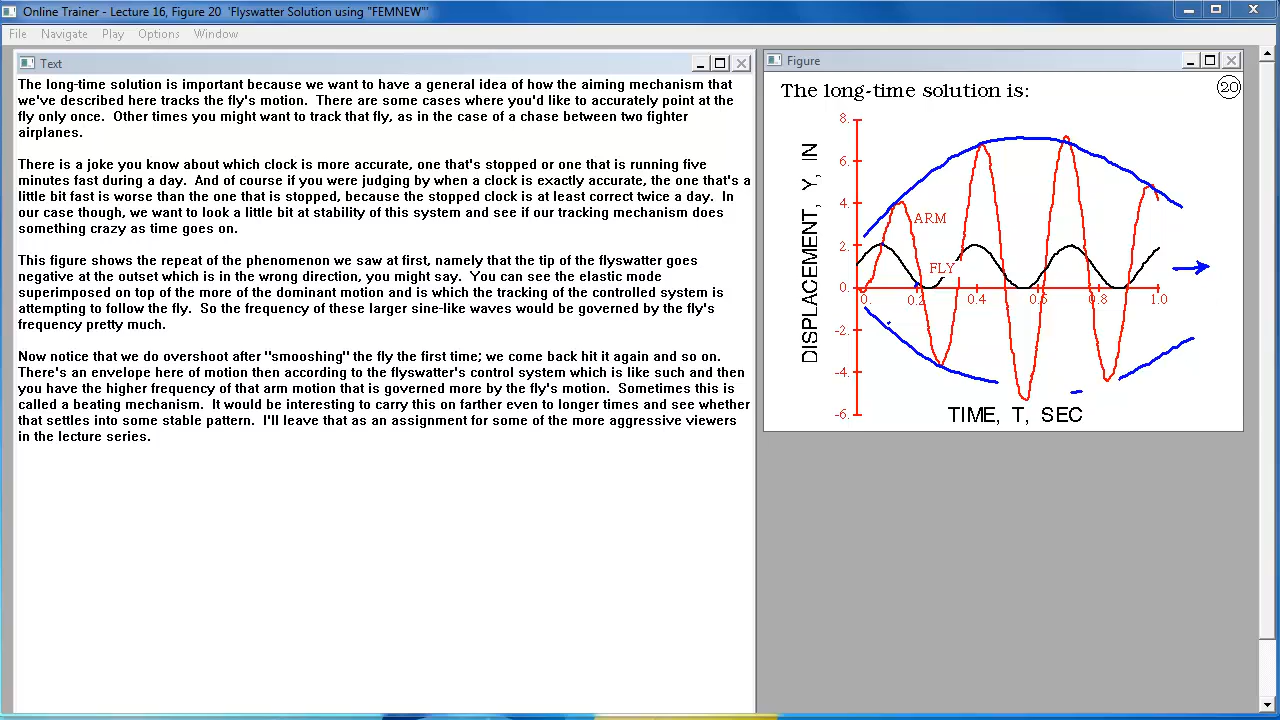 Online Trainer - Lecture 16, Figure 20 'Flyswatter Solution using "FEMNEW"'
File Navigate Play Options Window
Text
The long-time solution is important because we want to have a general idea of how the aiming mechanism that
we've described here tracks the fly's motion. There are some cases where you'd like to accurately point at the
fly only once. Other times you might want to track that fly, as in the case of a chase between two fighter
airplanes.
There is a joke you know about which clock is more accurate, one that's stopped or one that is running five
minutes fast during a day. And of course if you were judging by when a clock is exactly accurate, the one that's a
little bit fast is worse than the one that is stopped, because the stopped clock is at least correct twice a day. In
our case though, we want to look a little bit at stability of this system and see if our tracking mechanism does
something crazy as time goes on.
This figure shows the repeat of the phenomenon we saw at first, namely that the tip of the flyswatter goes
negative at the outset which is in the wrong direction, you might say. You can see the elastic mode
superimposed on top of the more of the dominant motion and is which the tracking of the controlled system is
attempting to follow the fly. So the frequency of these larger sine-like waves would be governed by the fly's
frequency pretty much.
Now notice that we do overshoot after "smooshing" the fly the first time; we come back hit it again and so on.
There's an envelope here of motion then according to the flyswatter's control system which is like such and then
you have the higher frequency of that arm motion that is governed more by the fly's motion. Sometimes this is
called a beating mechanism. It would be interesting to carry this on farther even to longer times and see whether
that settles into some stable pattern. I'll leave that as an assignment for some of the more aggressive viewers
in the lecture series.
Figure
The long-time solution is:
20
8.
6.
4.
2.
0.
-2.
-4.
-6.
DISPLACEMENT, Y, IN
ARM
FLY
0. 0.2 0.4 0.6 0.8 1.0
TIME, T, SEC